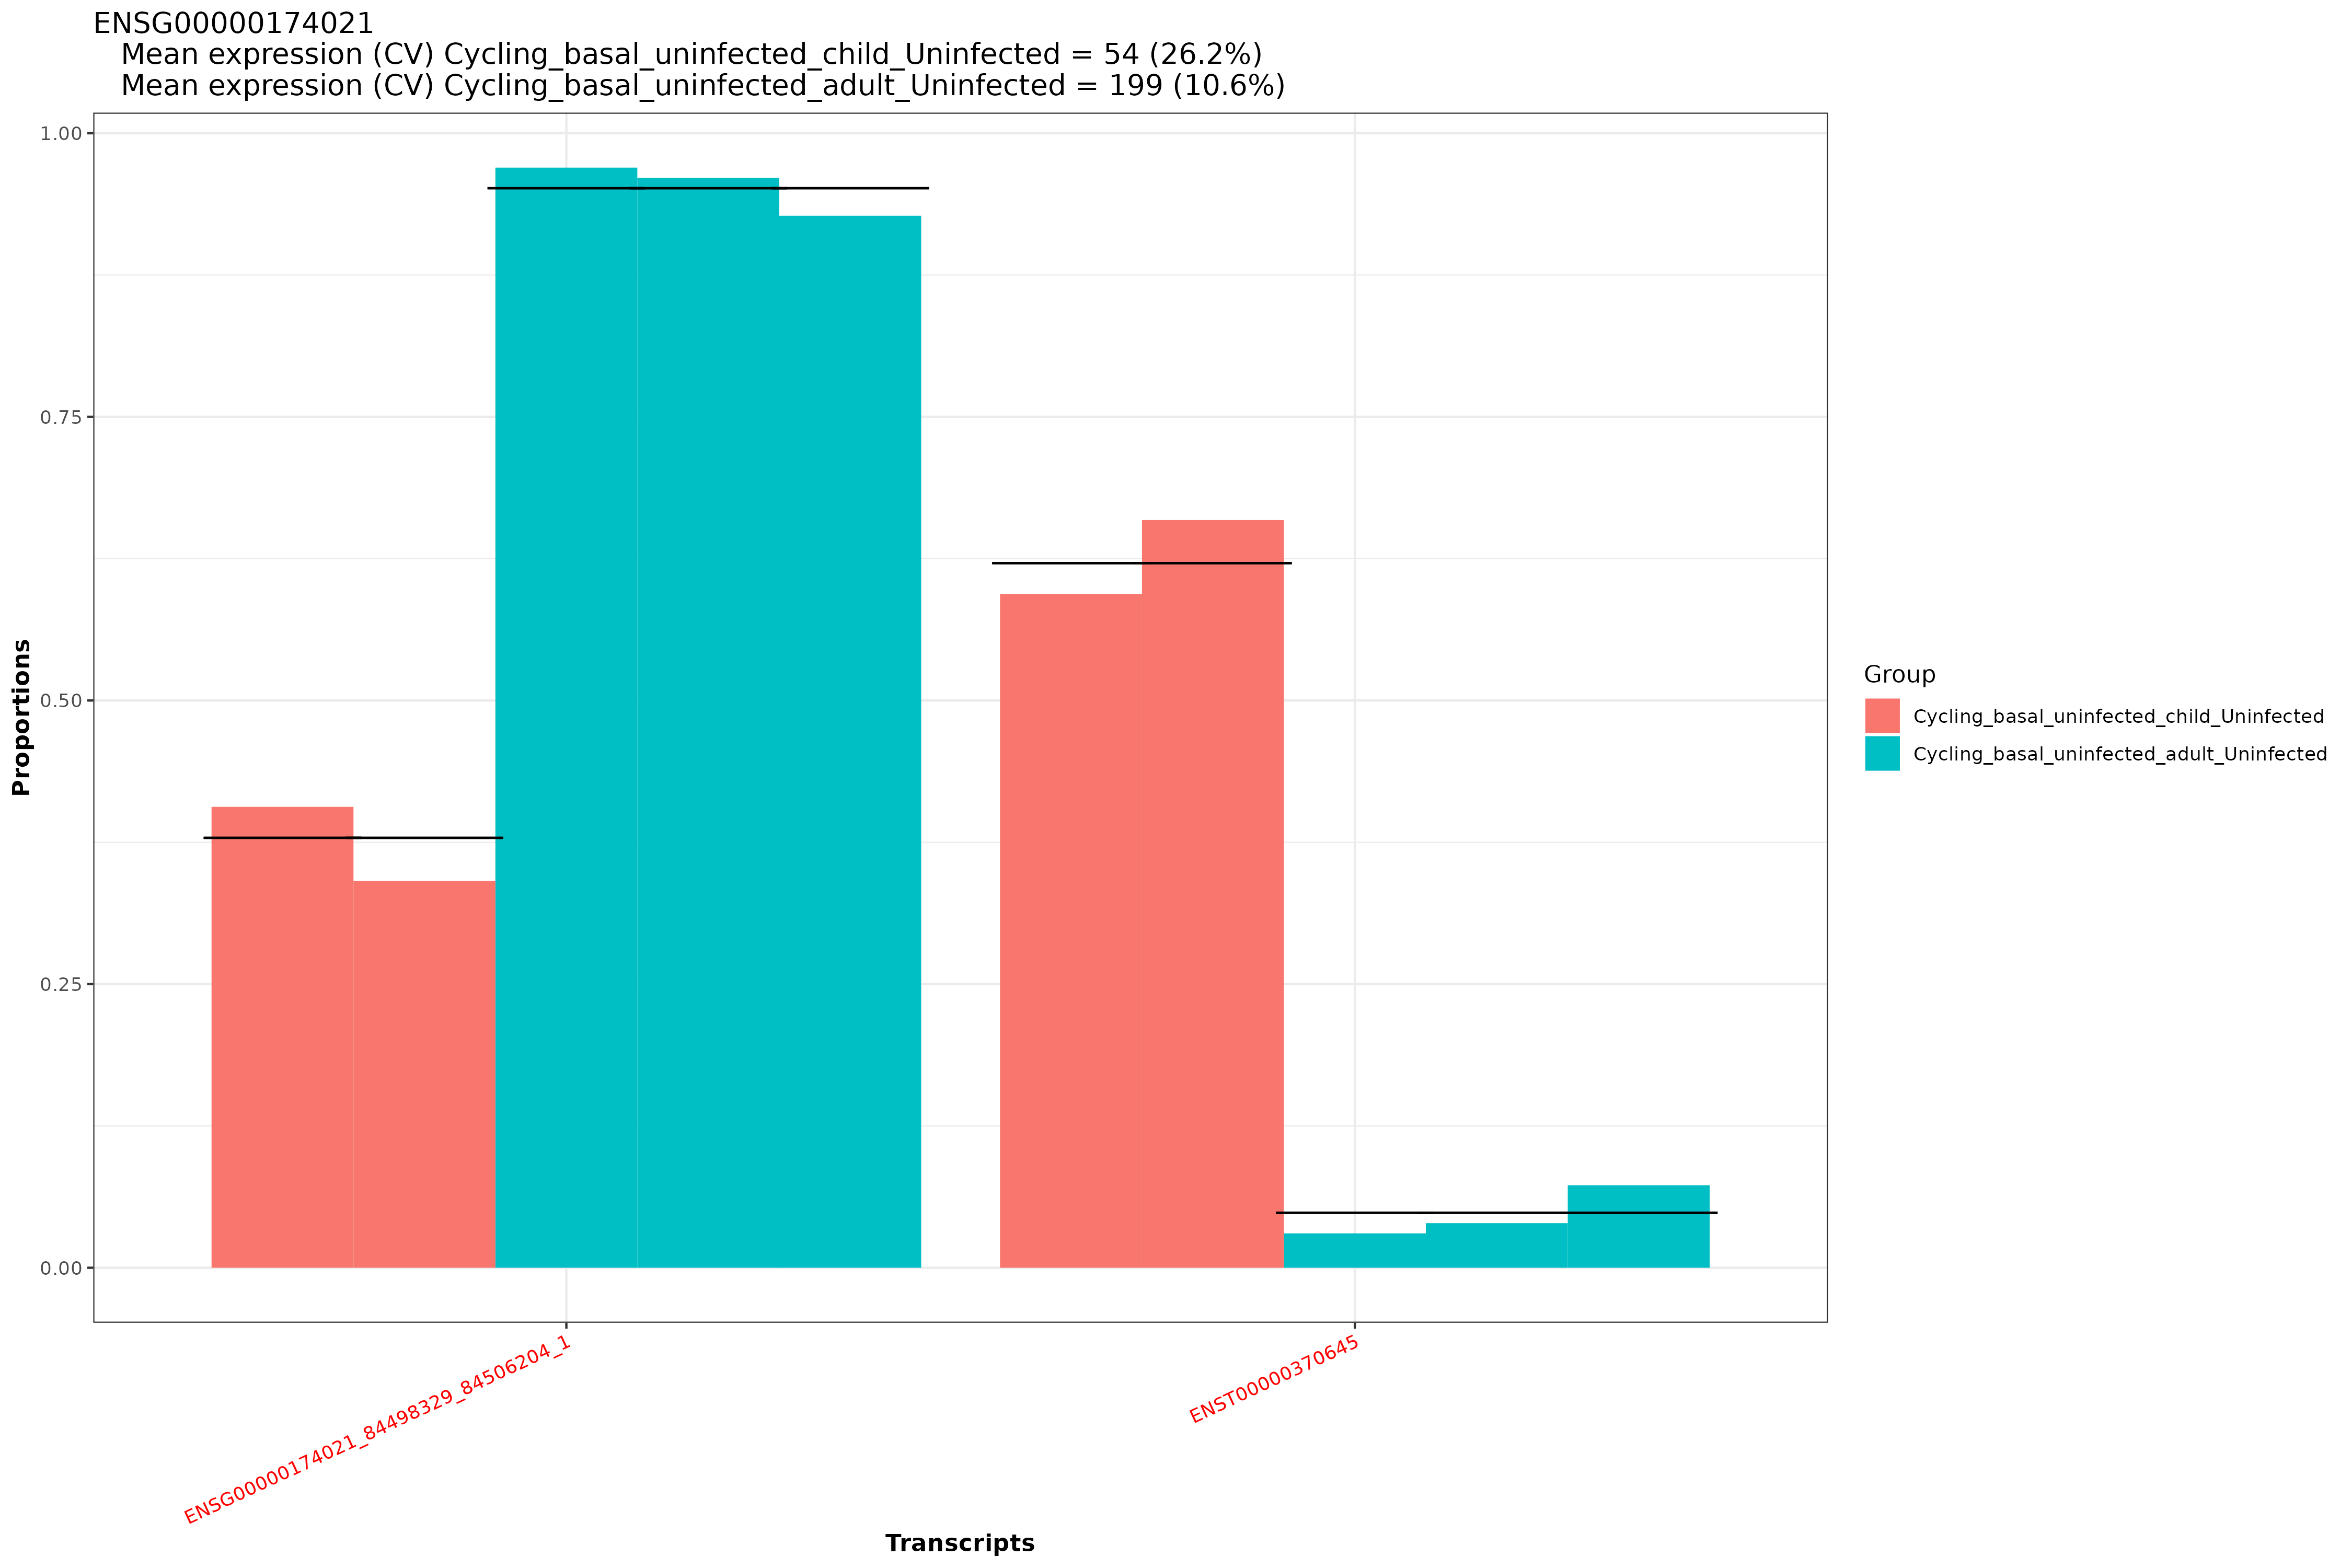 ENSG00000174021
Mean expression (CV) Cycling_basal_uninfected_child_Uninfected = 54 (26.2%)
Mean expression (CV) Cycling_basal_uninfected_adult_Uninfected = 199 (10.6%)
1.00
0.75
0.50
0.25
0.00
Proportions
ENSG00000174021_84498329_84506204_1
ENST00000370645
Transcripts
Group
Cycling_basal_uninfected_child_Uninfected
Cycling_basal_uninfected_adult_Uninfected